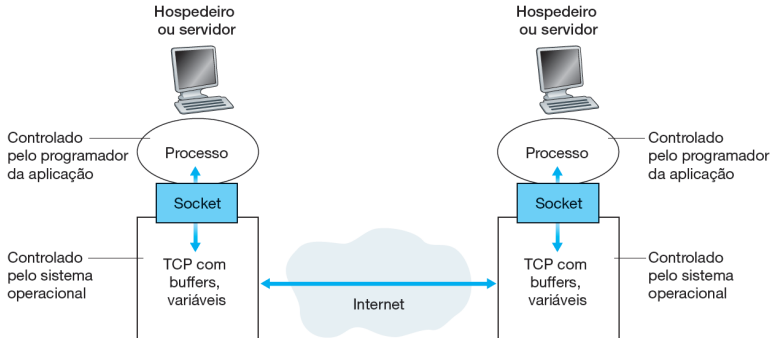 Hospedeiro
ou servidor
Controlado
pelo programador
da aplicação
Processo
Socket
Controlado
pelo sistema
operacional
TCP com
buffers,
variáveis
Internet
Hospedeiro
ou servidor
Processo
Controlado
pelo programador
da aplicação
Socket
TCP com
buffers,
variáveis
Controlado
pelo sistema
operacional